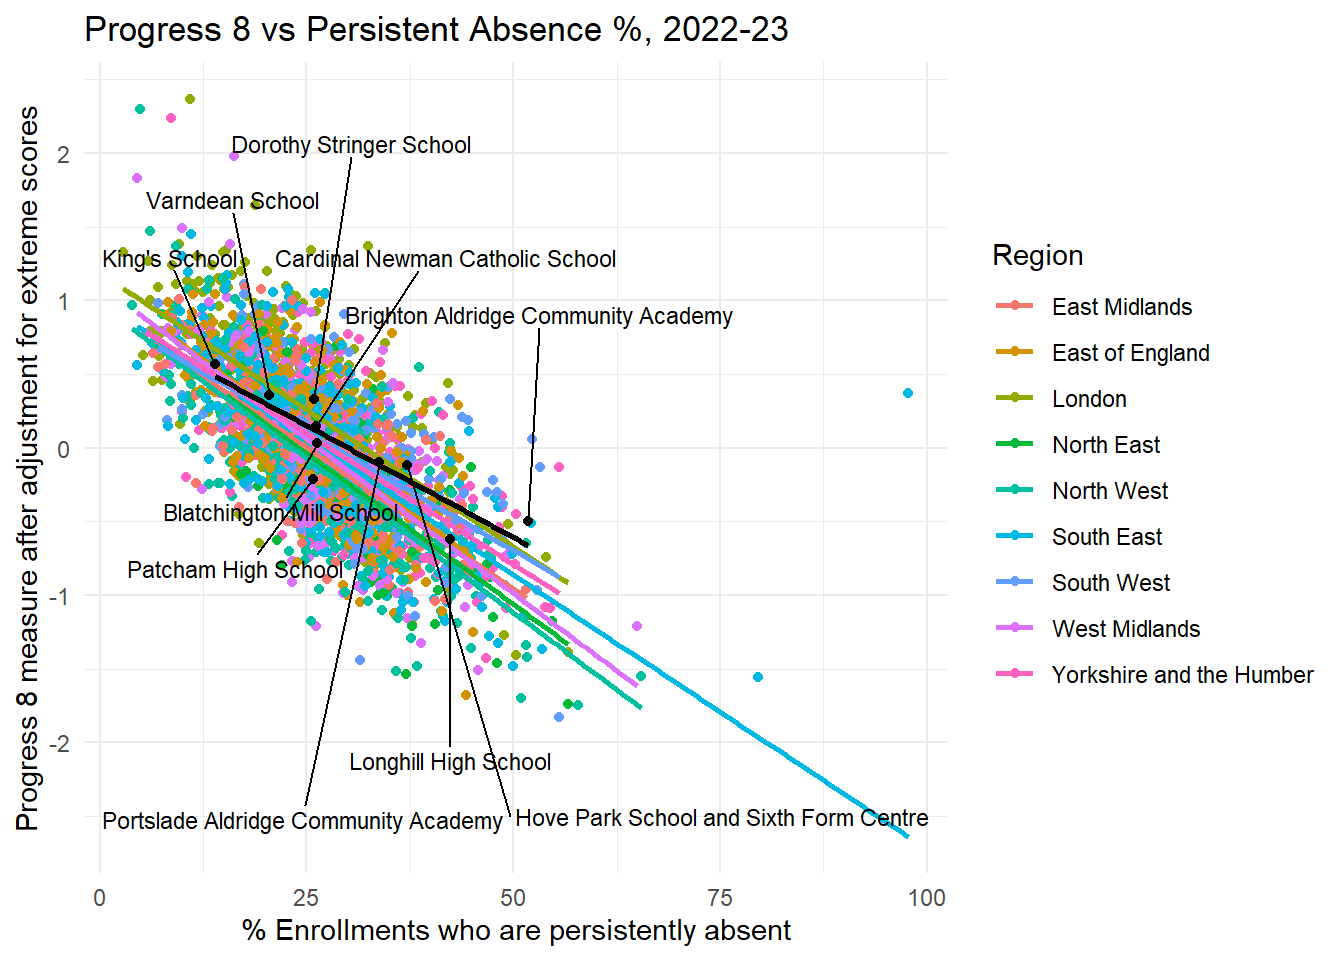 Progress 8 vs Persistent Absence %, 2022-23
Progress 8 measure after adjustment for extreme scores
2
1
0
-1
-2
Dorothy Stringer School
Varndean School
King's School
Cardinal Newman Catholic School
Brighton Aldridge Community Academy
Blatchington Mill School
Patcham High School
Longhill High School
Portslade Aldridge Community Academy
Hove Park School and Sixth Form Centre
0
25
50
75
100
% Enrollments who are persistently absent
Region
East Midlands
East of England
London
North East
North West
South East
South West
West Midlands
Yorkshire and the Humber